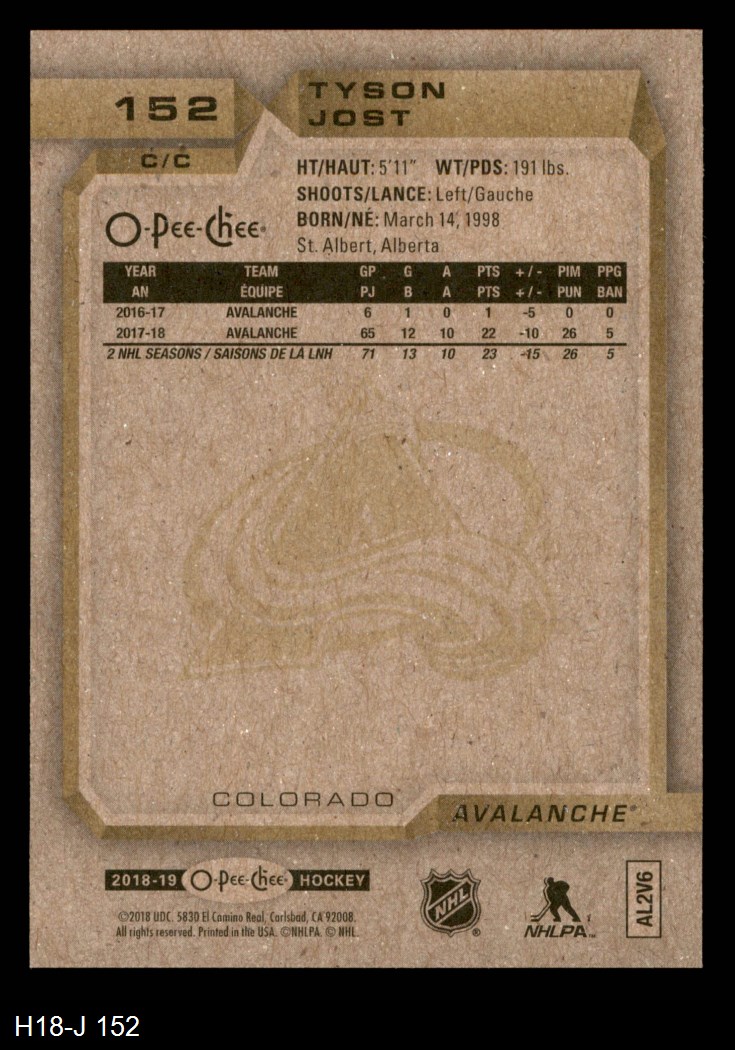 152
TYSON
JOST
C/C
HT/HAUT: 5'11" WT/PDS: 191 lbs.
SHOOTS/LANCE: Left/Gauche
BORN/NÉ: March 14, 1998
St. Albert, Alberta
O-Pee-Chee®
YEAR TEAM GP G A PTS +/- PIM PPG
AN ÉQUIPE PJ B A PTS +/- PUN BAN
2016-17 AVALANCHE 6 1 0 1 -5 0 0
2017-18 AVALANCHE 65 12 10 22 -10 26 5
2 NHL SEASONS / SAISONS DE LA LNH 71 13 10 23 -15 26 5
COLORADO
AVALANCHE®
2018-19 O-Pee-Chee® HOCKEY
©2018 UDC. 5830 El Camino Real, Carlsbad, CA 92008.
All rights reserved. Printed in the USA. ©NHLPA. © NHL.
NHL®
NHLPA™
AL2V6
H18-J 152